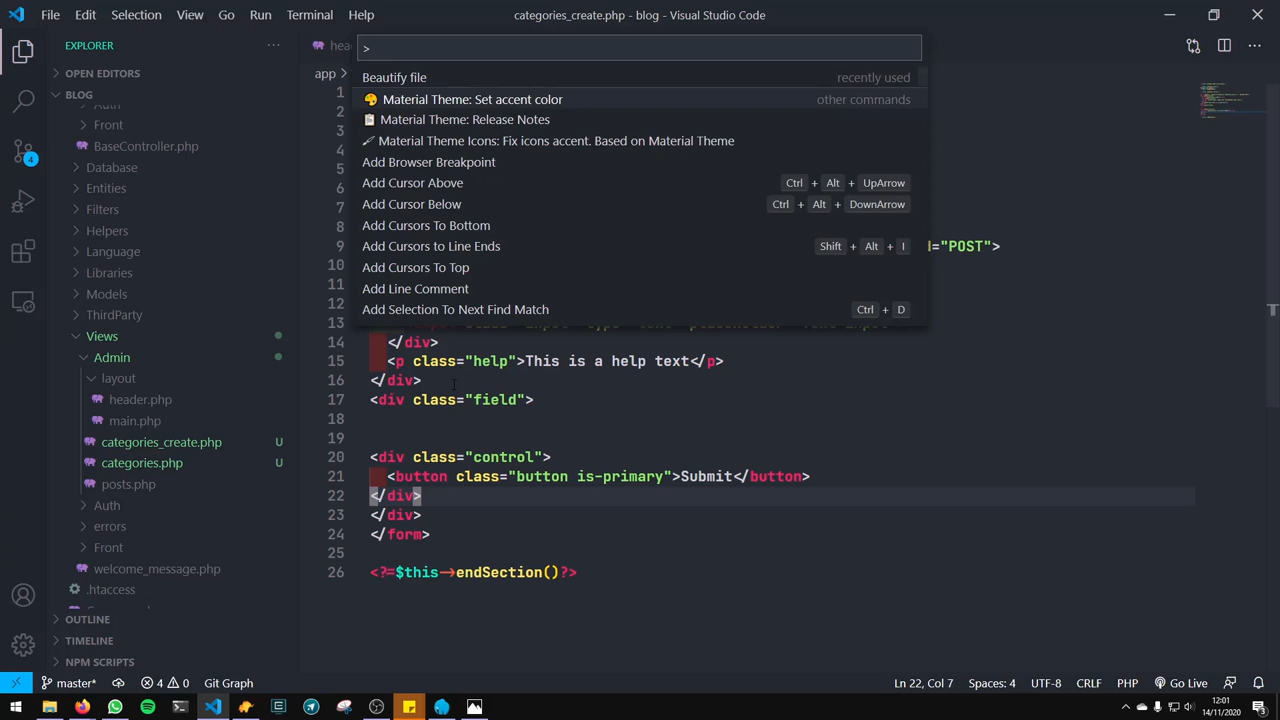 File Edit Selection View Go Run Terminal Help
categories_create.php - blog - Visual Studio Code
EXPLORER
OPEN EDITORS
BLOG
Front
BaseController.php
Database
Entities
Filters
Helpers
Language
Libraries
Models
ThirdParty
Views
Admin
layout
header.php
main.php
categories_create.php U
categories.php U
posts.php
Auth
errors
Front
welcome_message.php
.htaccess
OUTLINE
TIMELINE
NPM SCRIPTS
4
app
>
Beautify file recently used
Material Theme: Set accent color other commands
Material Theme: Release Notes
Material Theme Icons: Fix icons accent. Based on Material Theme
Add Browser Breakpoint
Add Cursor Above Ctrl + Alt + UpArrow
Add Cursor Below Ctrl + Alt + DownArrow
Add Cursors To Bottom
Add Cursors to Line Ends Shift + Alt + I
Add Cursors To Top
Add Line Comment
Add Selection To Next Find Match Ctrl + D
1
2
3
4
5
6
7
8
9 ="POST">
10
11
12
13
14 </div>
15 <p class="help">This is a help text</p>
16 </div>
17 <div class="field">
18
19
20 <div class="control">
21 <button class="button is-primary">Submit</button>
22 </div>
23 </div>
24 </form>
25
26 <?=$this->endSection()?>
master* 4 0 Git Graph
Ln 22, Col 7 Spaces: 4 UTF-8 CRLF PHP Go Live
12:01
14/11/2020
3